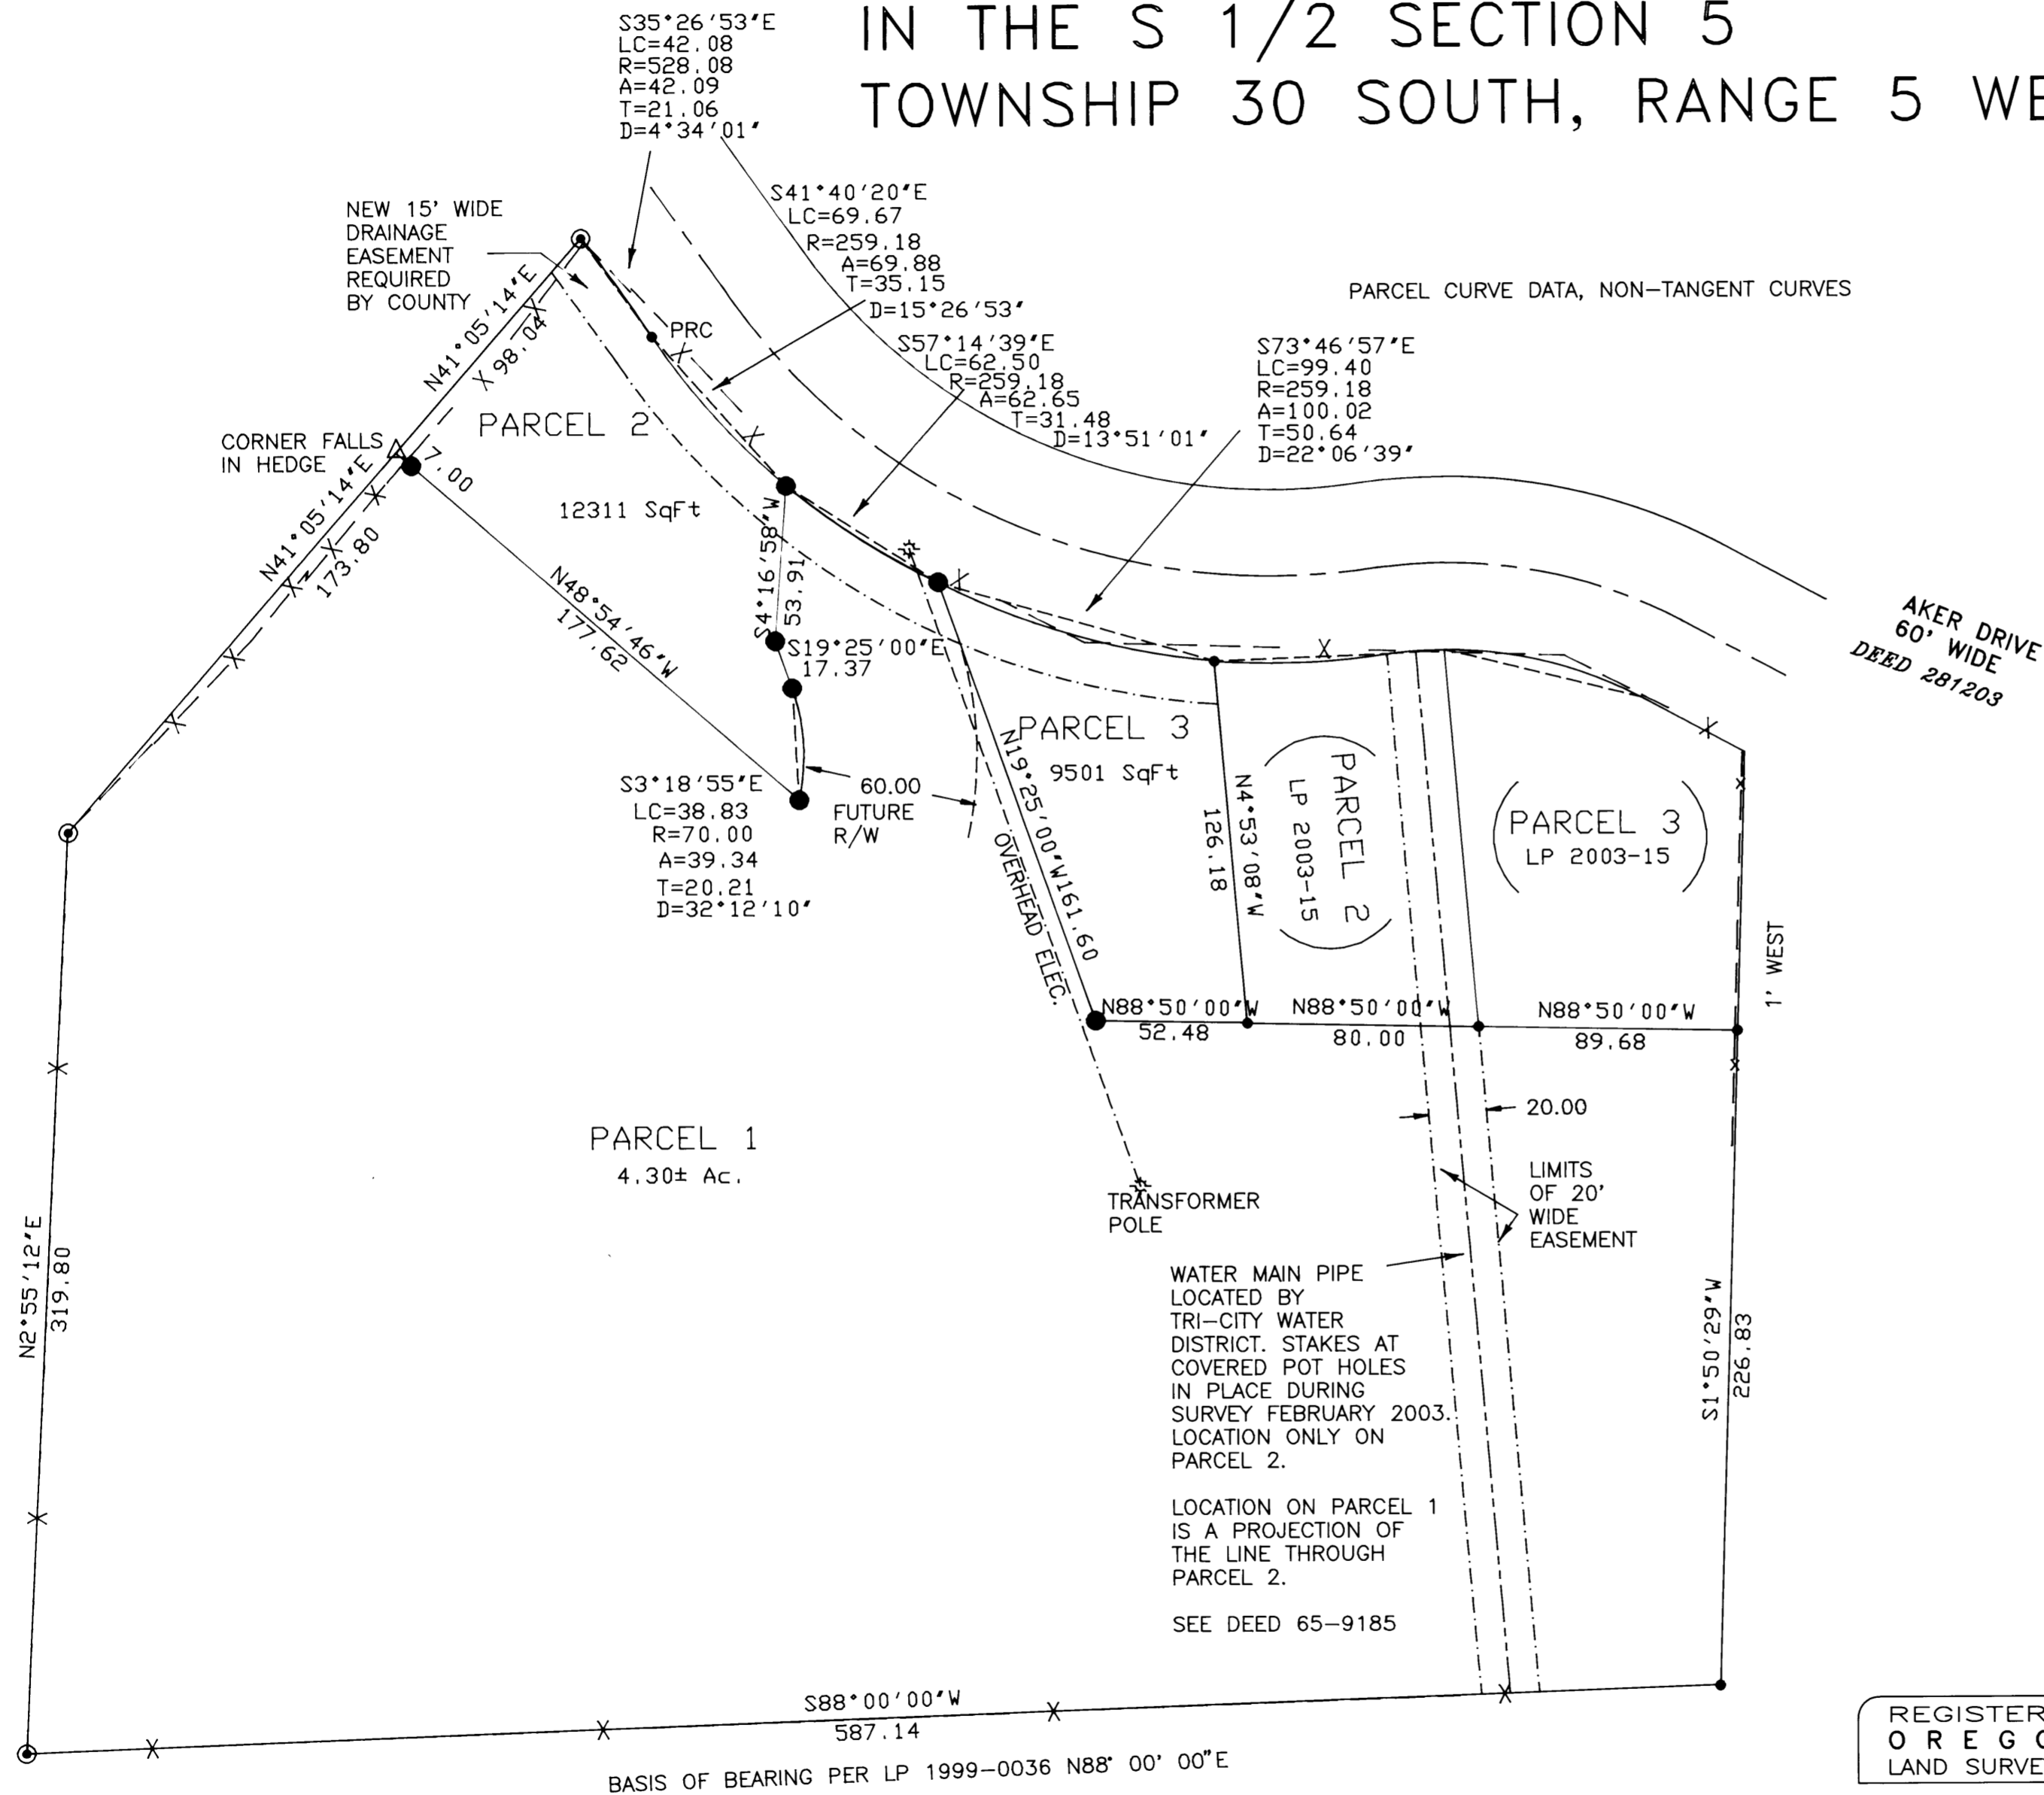 IN THE S 1/2 SECTION 5
TOWNSHIP 30 SOUTH, RANGE 5 WE
S35°26'53"E
LC=42.08
R=528.08
A=42.09
T=21.06
D=4°34'01"
NEW 15' WIDE
DRAINAGE
EASEMENT
REQUIRED
BY COUNTY
S41°40'20"E
LC=69.67
R=259.18
A=69.88
T=35.15
D=15°26'53"
PARCEL CURVE DATA, NON-TANGENT CURVES
PRC
S57°14'39"E
LC=62.50
R=259.18
A=62.65
T=31.48
D=13°51'01"
S73°46'57"E
LC=99.40
R=259.18
A=100.02
T=50.64
D=22°06'39"
N41°05'14"E
98.04
PARCEL 2
12311 SqFt
CORNER FALLS
IN HEDGE
7.00
N41°05'14"E
173.80
N48°54'46"W
177.62
S4°16'58"W
53.91
S19°25'00"E
17.37
AKER DRIVE
60' WIDE
DEED 281203
PARCEL 3
9501 SqFt
N19°25'00"W161.60
OVERHEAD ELEC.
S3°18'55"E
LC=38.83
R=70.00
A=39.34
T=20.21
D=32°12'10"
60.00
FUTURE
R/W
N4°53'08"W
126.18
PARCEL 2
LP 2003-15
PARCEL 3
LP 2003-15
1' WEST
N88°50'00"W
52.48
N88°50'00"W
80.00
N88°50'00"W
89.68
20.00
LIMITS
OF 20'
WIDE
EASEMENT
PARCEL 1
4.30± Ac.
TRANSFORMER
POLE
WATER MAIN PIPE
LOCATED BY
TRI-CITY WATER
DISTRICT. STAKES AT
COVERED POT HOLES
IN PLACE DURING
SURVEY FEBRUARY 2003.
LOCATION ONLY ON
PARCEL 2.
LOCATION ON PARCEL 1
IS A PROJECTION OF
THE LINE THROUGH
PARCEL 2.
SEE DEED 65-9185
N2°55'12"E
319.80
S1°50'29"W
226.83
S88°00'00"W
587.14
BASIS OF BEARING PER LP 1999-0036 N88° 00' 00"E
REGISTER
OREGO
LAND SURVE